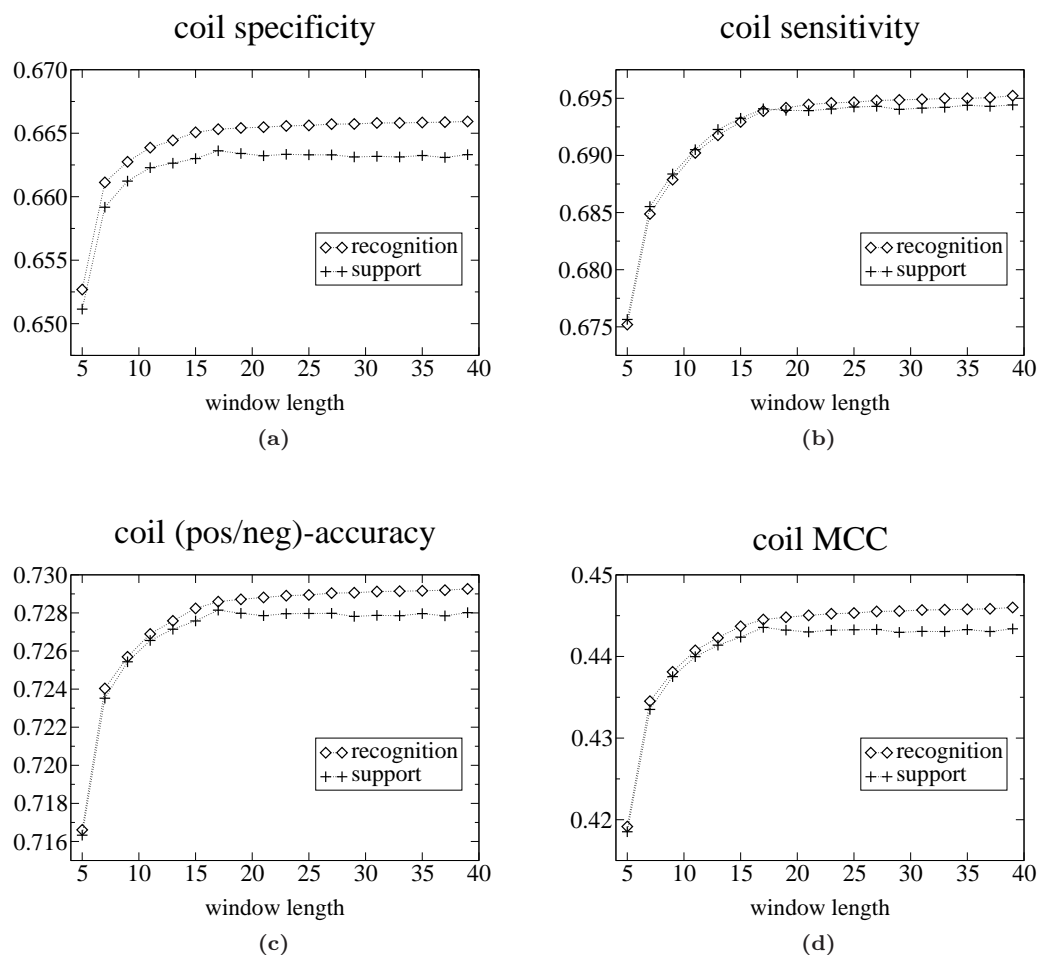 coil specificity
0.670
0.665
0.660
0.655
0.650
5 10 15 20 25 30 35 40
window length
recognition
support
(a)
coil sensitivity
0.695
0.690
0.685
0.680
0.675
5 10 15 20 25 30 35 40
window length
recognition
support
(b)
coil (pos/neg)-accuracy
0.730
0.728
0.726
0.724
0.722
0.720
0.718
0.716
5 10 15 20 25 30 35 40
window length
recognition
support
(c)
coil MCC
0.45
0.44
0.43
0.42
5 10 15 20 25 30 35 40
window length
recognition
support
(d)